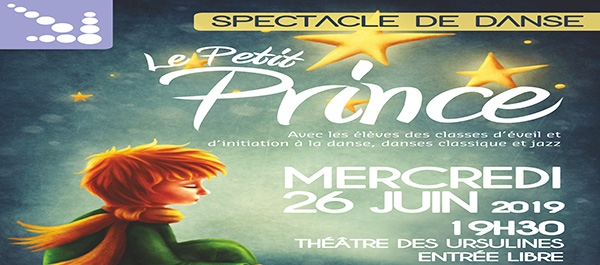 SPECTACLE DE DANSE
Le Petit
Prince
Avec les élèves des classes d'éveil et
d'initiation à la danse, danses classique et jazz
MERCREDI
26 JUIN 2019
19H30
THÉÂTRE DES URSULINES
ENTRÉE LIBRE